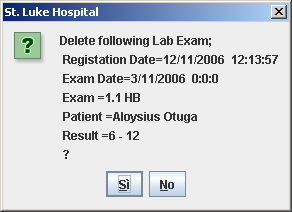 St. Luke Hospital
?
Delete following Lab Exam;
Registation Date=12/11/2006 12:13:57
Exam Date=3/11/2006 0:0:0
Exam =1.1 HB
Patient =Aloysius Otuga
Result =6 - 12
?
Sì No